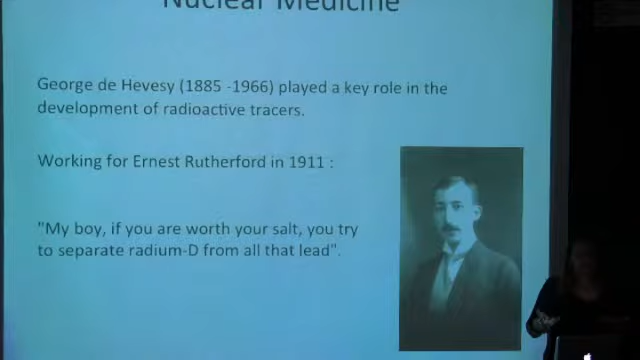 Nuclear Medicine
George de Hevesy (1885 -1966) played a key role in the
development of radioactive tracers.
Working for Ernest Rutherford in 1911 :
"My boy, if you are worth your salt, you try
to separate radium-D from all that lead".